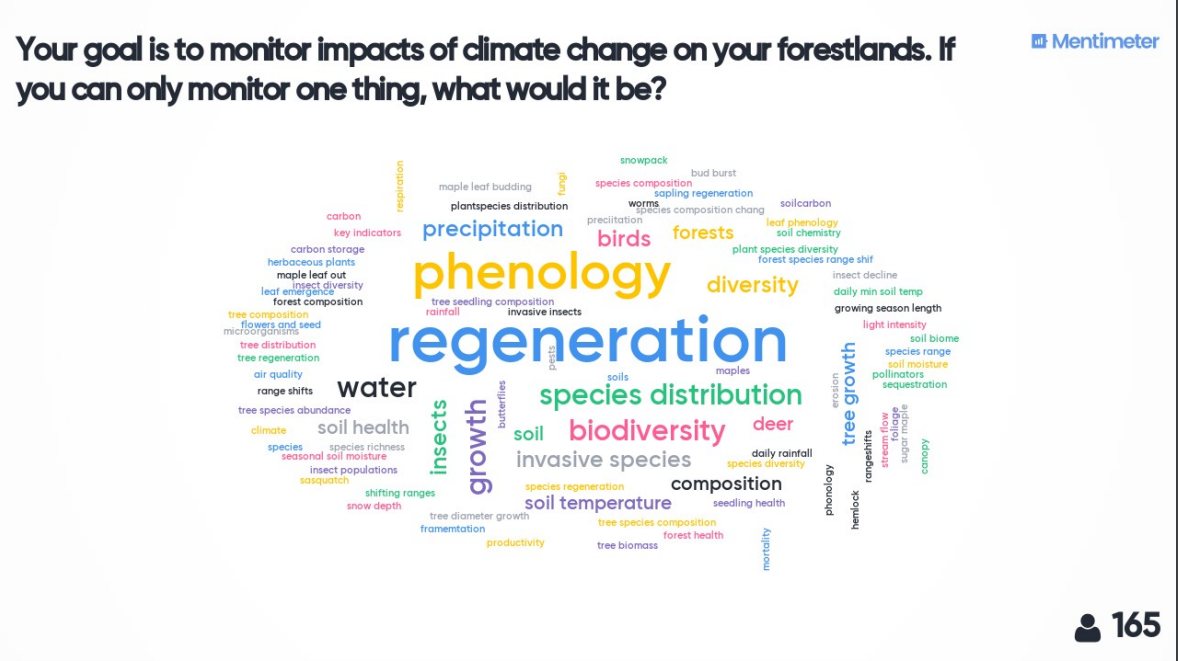 Your goal is to monitor impacts of climate change on your forestlands. If
you can only monitor one thing, what would it be?
Mentimeter
snowpack
bud burst
respiration
maple leaf budding
fungi
species composition
sapling regeneration
plantspecies distribution
worms
soilcarbon
species composition chang
carbon
preciitation
leaf phenology
key indicators
precipitation
birds
forests
soil chemistry
carbon storage
plant species diversity
herbaceous plants
forest species range shif
maple leaf out
phenology
insect decline
insect diversity
diversity
leaf emergence
daily min soil temp
forest composition
tree seedling composition
growing season length
tree composition
rainfall
invasive insects
flowers and seed
light intensity
microorganisms
regeneration
soil biome
tree distribution
species range
tree regeneration
pests
soil moisture
air quality
soils
maples
pollinators
sequestration
range shifts
water
butterflies
species distribution
erosion
tree growth
tree species abundance
insects
growth
foliage
stream flow
sugar maple
climate
soil health
soil
biodiversity
deer
rangeshifts
canopy
species
species richness
seasonal soil moisture
invasive species
daily rainfall
species diversity
insect populations
sasquatch
composition
phonology
hemlock
shifting ranges
species regeneration
snow depth
soil temperature
seedling health
tree diameter growth
framemtation
tree species composition
forest health
mortality
productivity
tree biomass
165